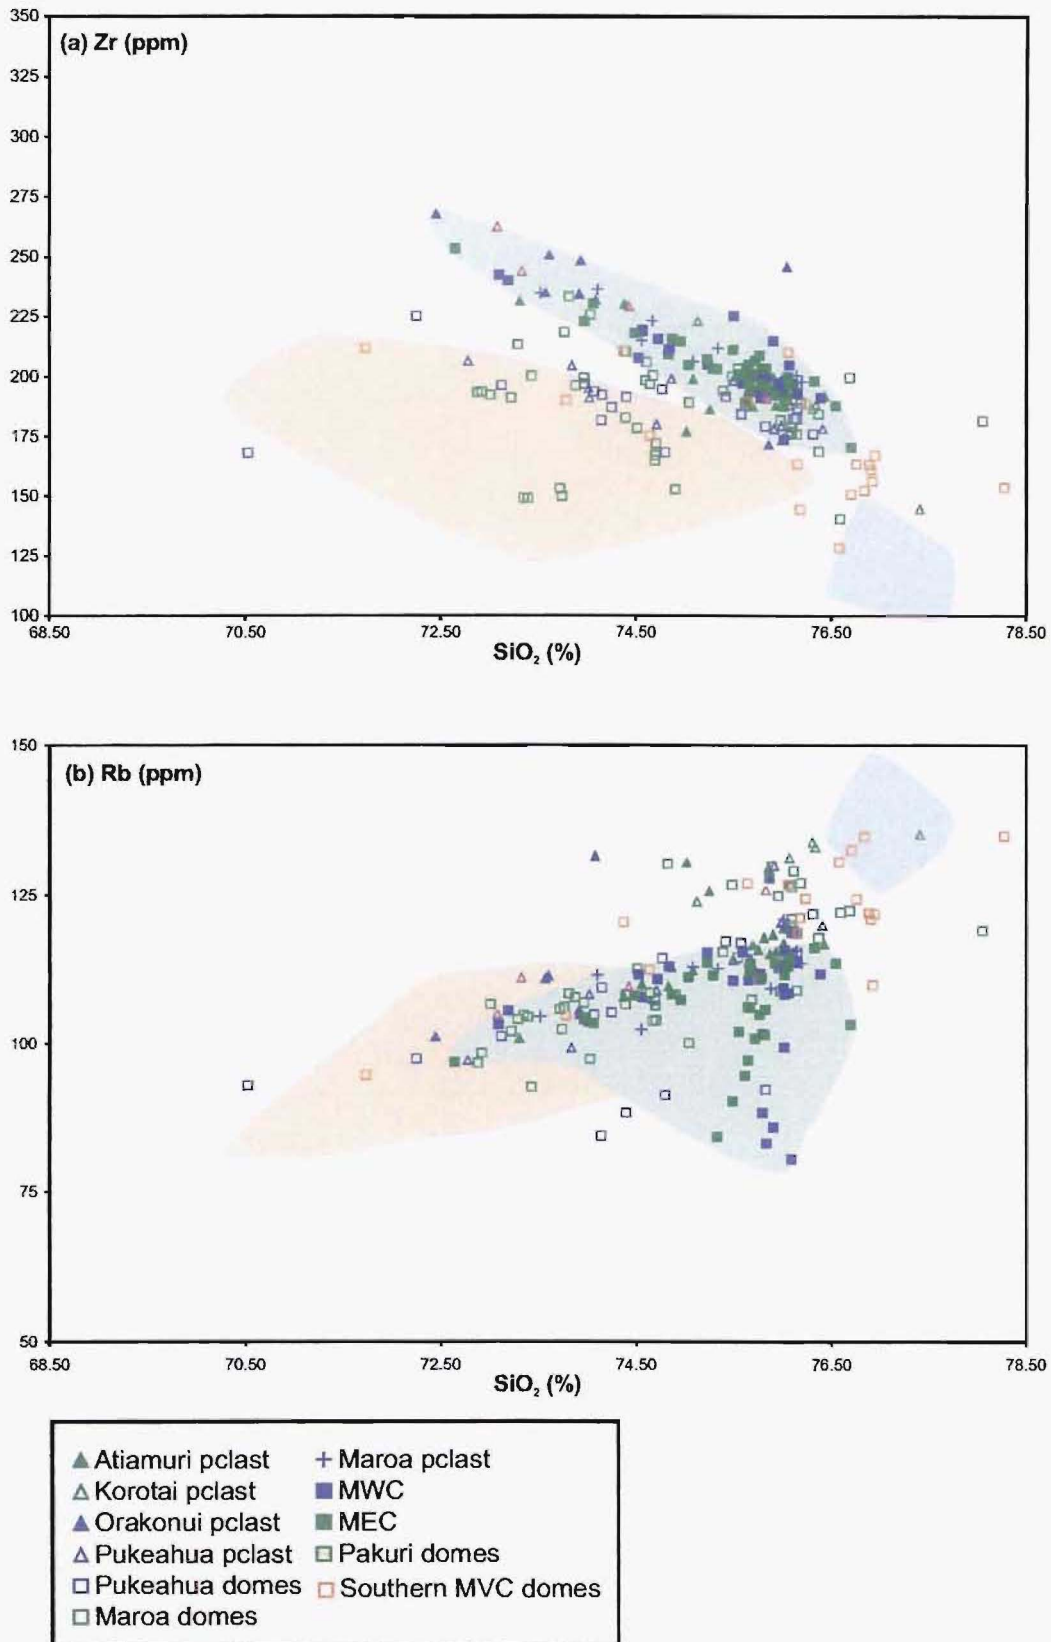 350
(a) Zr (ppm)
325
300
275
250
225
200
175
150
125
100
68.50 70.50 72.50 74.50 76.50 78.50
SiO₂ (%)
150
(b) Rb (ppm)
125
100
75
50
68.50 70.50 72.50 74.50 76.50 78.50
SiO₂ (%)
Atiamuri pclast
Korotai pclast
Orakonui pclast
Pukeahua pclast
Pukeahua domes
Maroa domes
Maroa pclast
MWC
MEC
Pakuri domes
Southern MVC domes